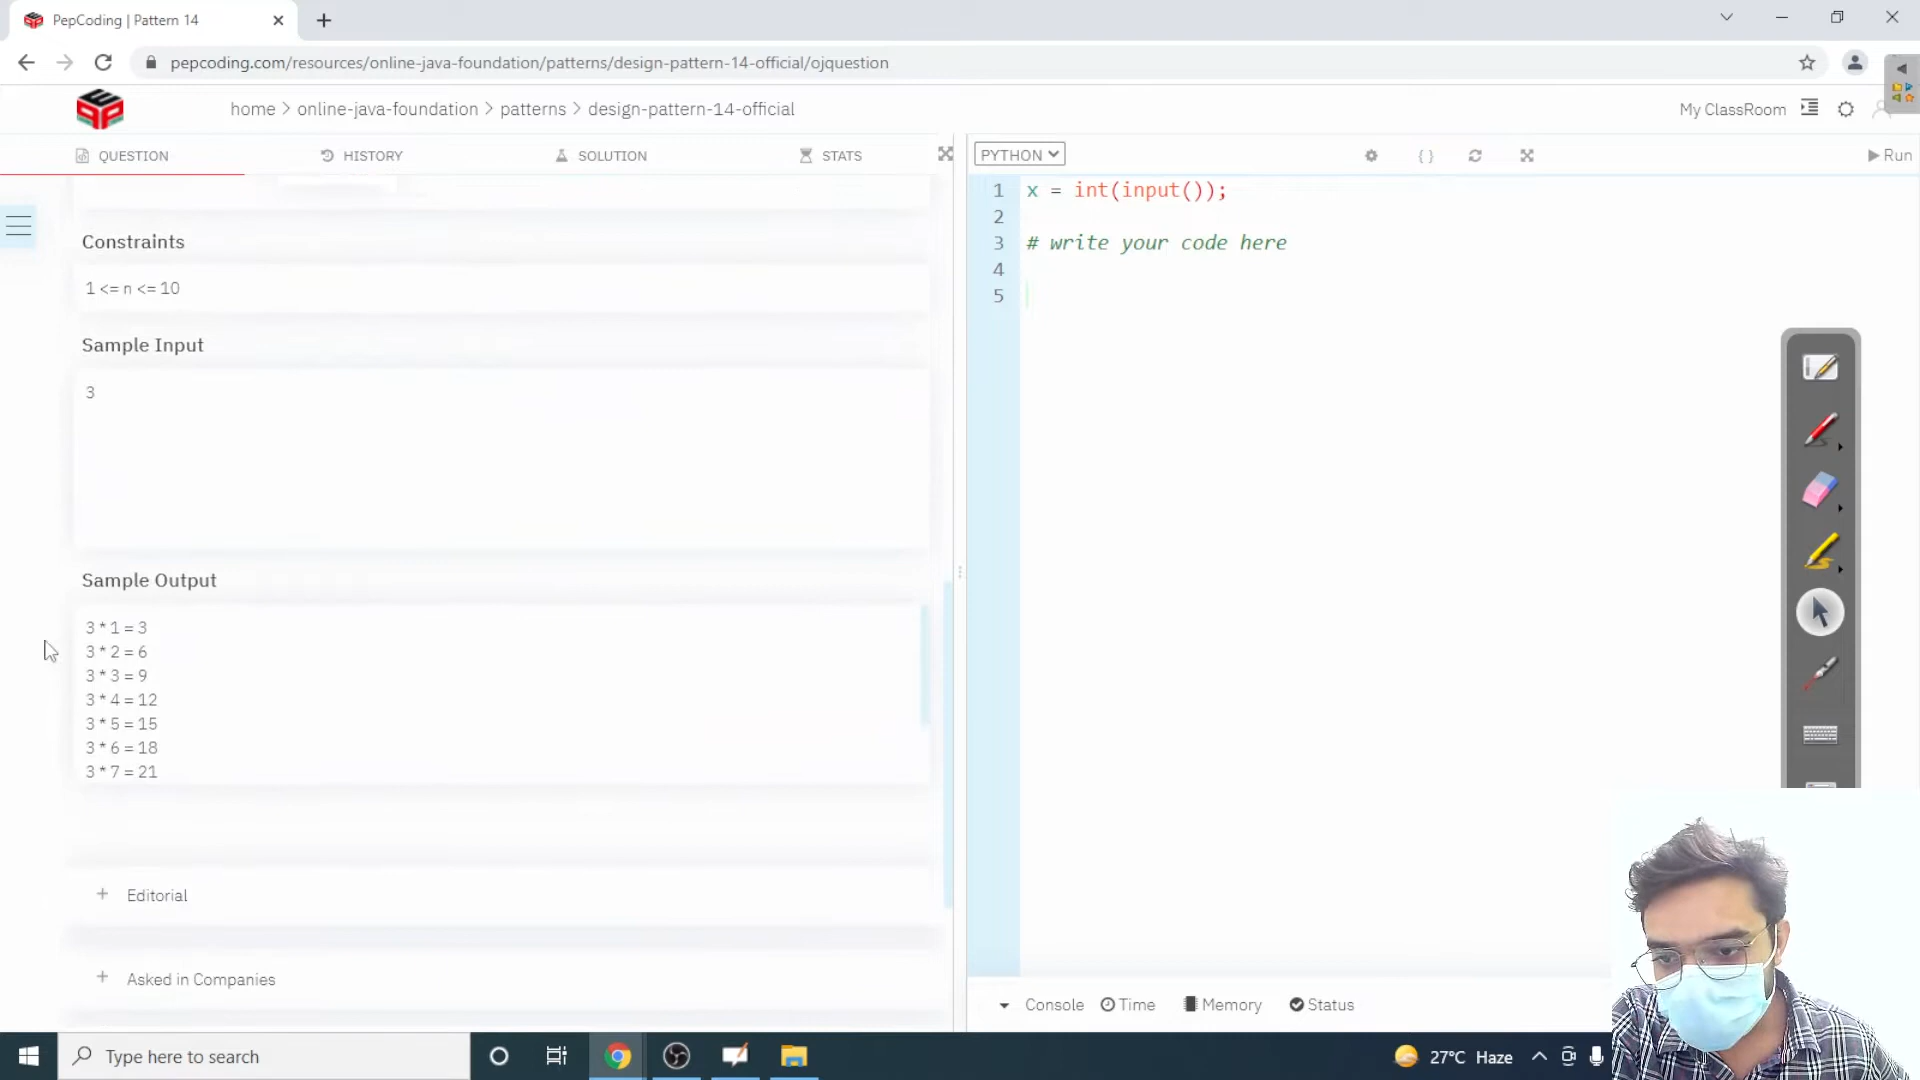 PepCoding | Pattern 14
pepcoding.com/resources/online-java-foundation/patterns/design-pattern-14-official/ojquestion
home > online-java-foundation > patterns > design-pattern-14-official
My ClassRoom
QUESTION
HISTORY
SOLUTION
STATS
PYTHON
Run
Constraints
1 <= n <= 10
Sample Input
3
Sample Output
3 * 1 = 3
3 * 2 = 6
3 * 3 = 9
3 * 4 = 12
3 * 5 = 15
3 * 6 = 18
3 * 7 = 21
+ Editorial
+ Asked in Companies
1 x = int(input());
2
3 # write your code here
4
5
Console
Time
Memory
Status
Type here to search
27°C Haze